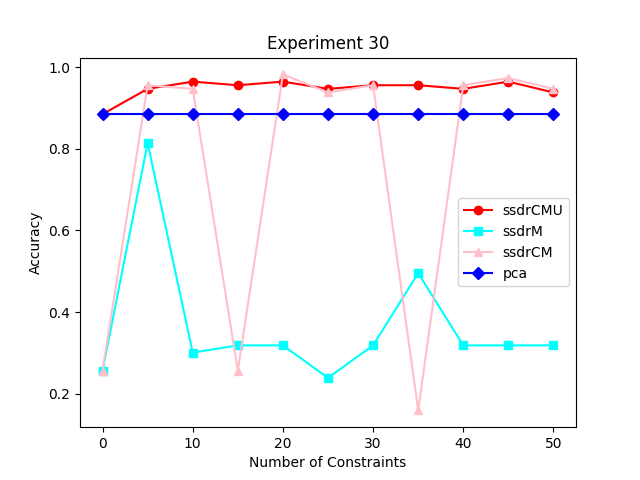 Experiment 30
1.0
0.8
0.6
0.4
0.2
Accuracy
ssdrCMU
ssdrM
ssdrCM
pca
0 10 20 30 40 50
Number of Constraints